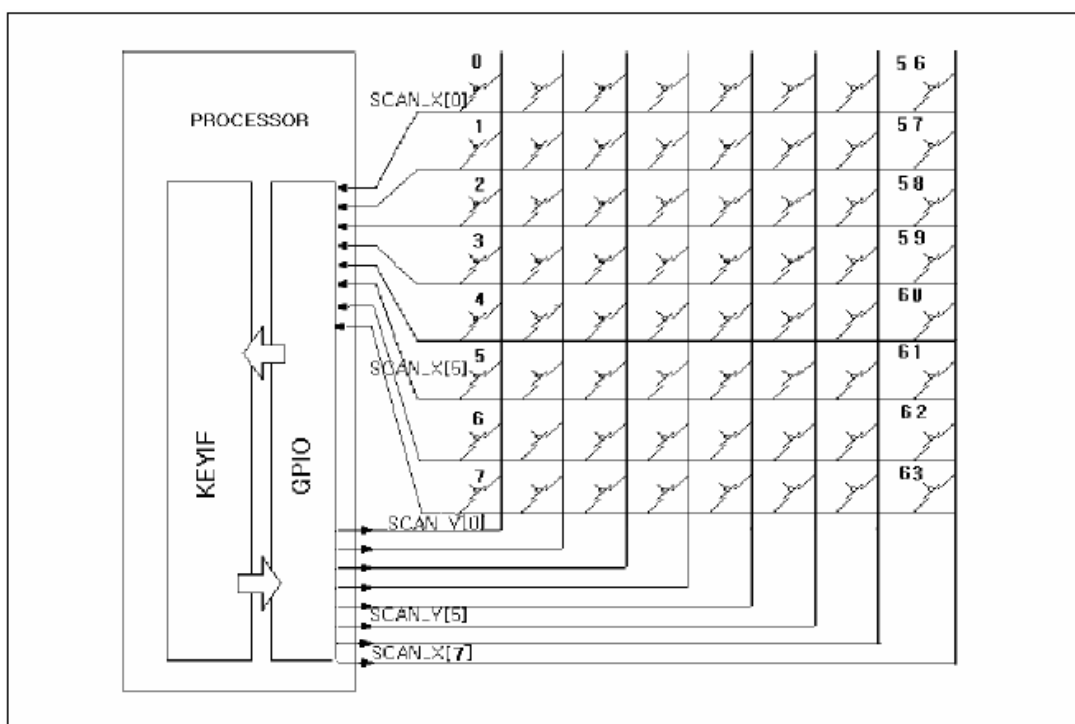 0
56
SCAN_X[0]
PROCESSOR
1
57
2
58
3
59
4
60
SCAN_X[5]
5
61
6
62
KEYIF
GPIO
7
63
SCAN_Y[0]
SCAN_Y[5]
SCAN_X[7]